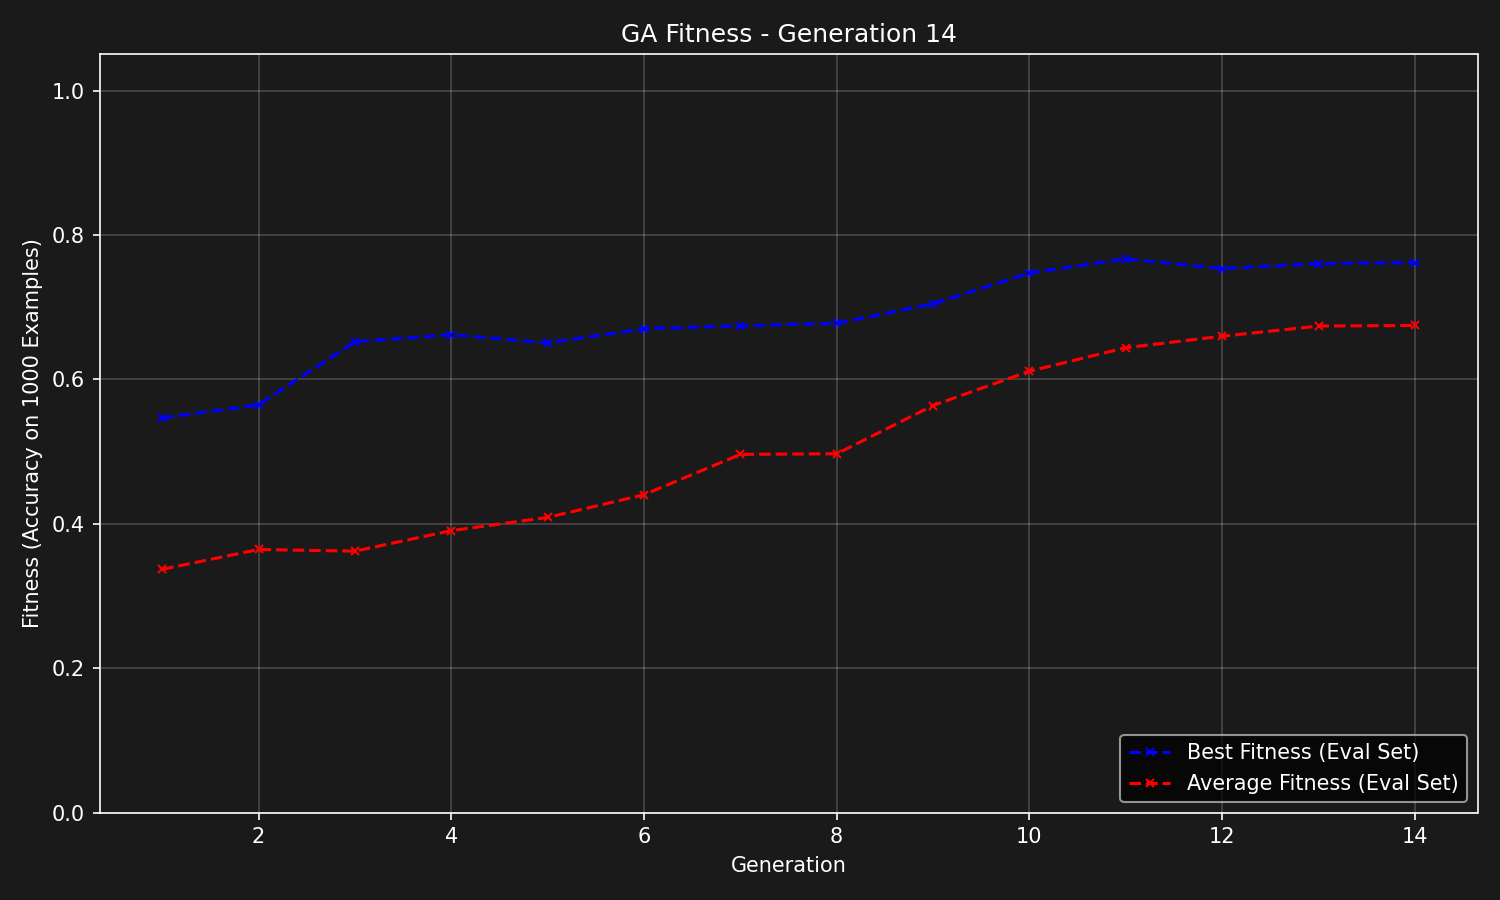 GA Fitness - Generation 14
Fitness (Accuracy on 1000 Examples)
1.0
0.8
0.6
0.4
0.2
0.0
2
4
6
8
10
12
14
Generation
Best Fitness (Eval Set)
Average Fitness (Eval Set)